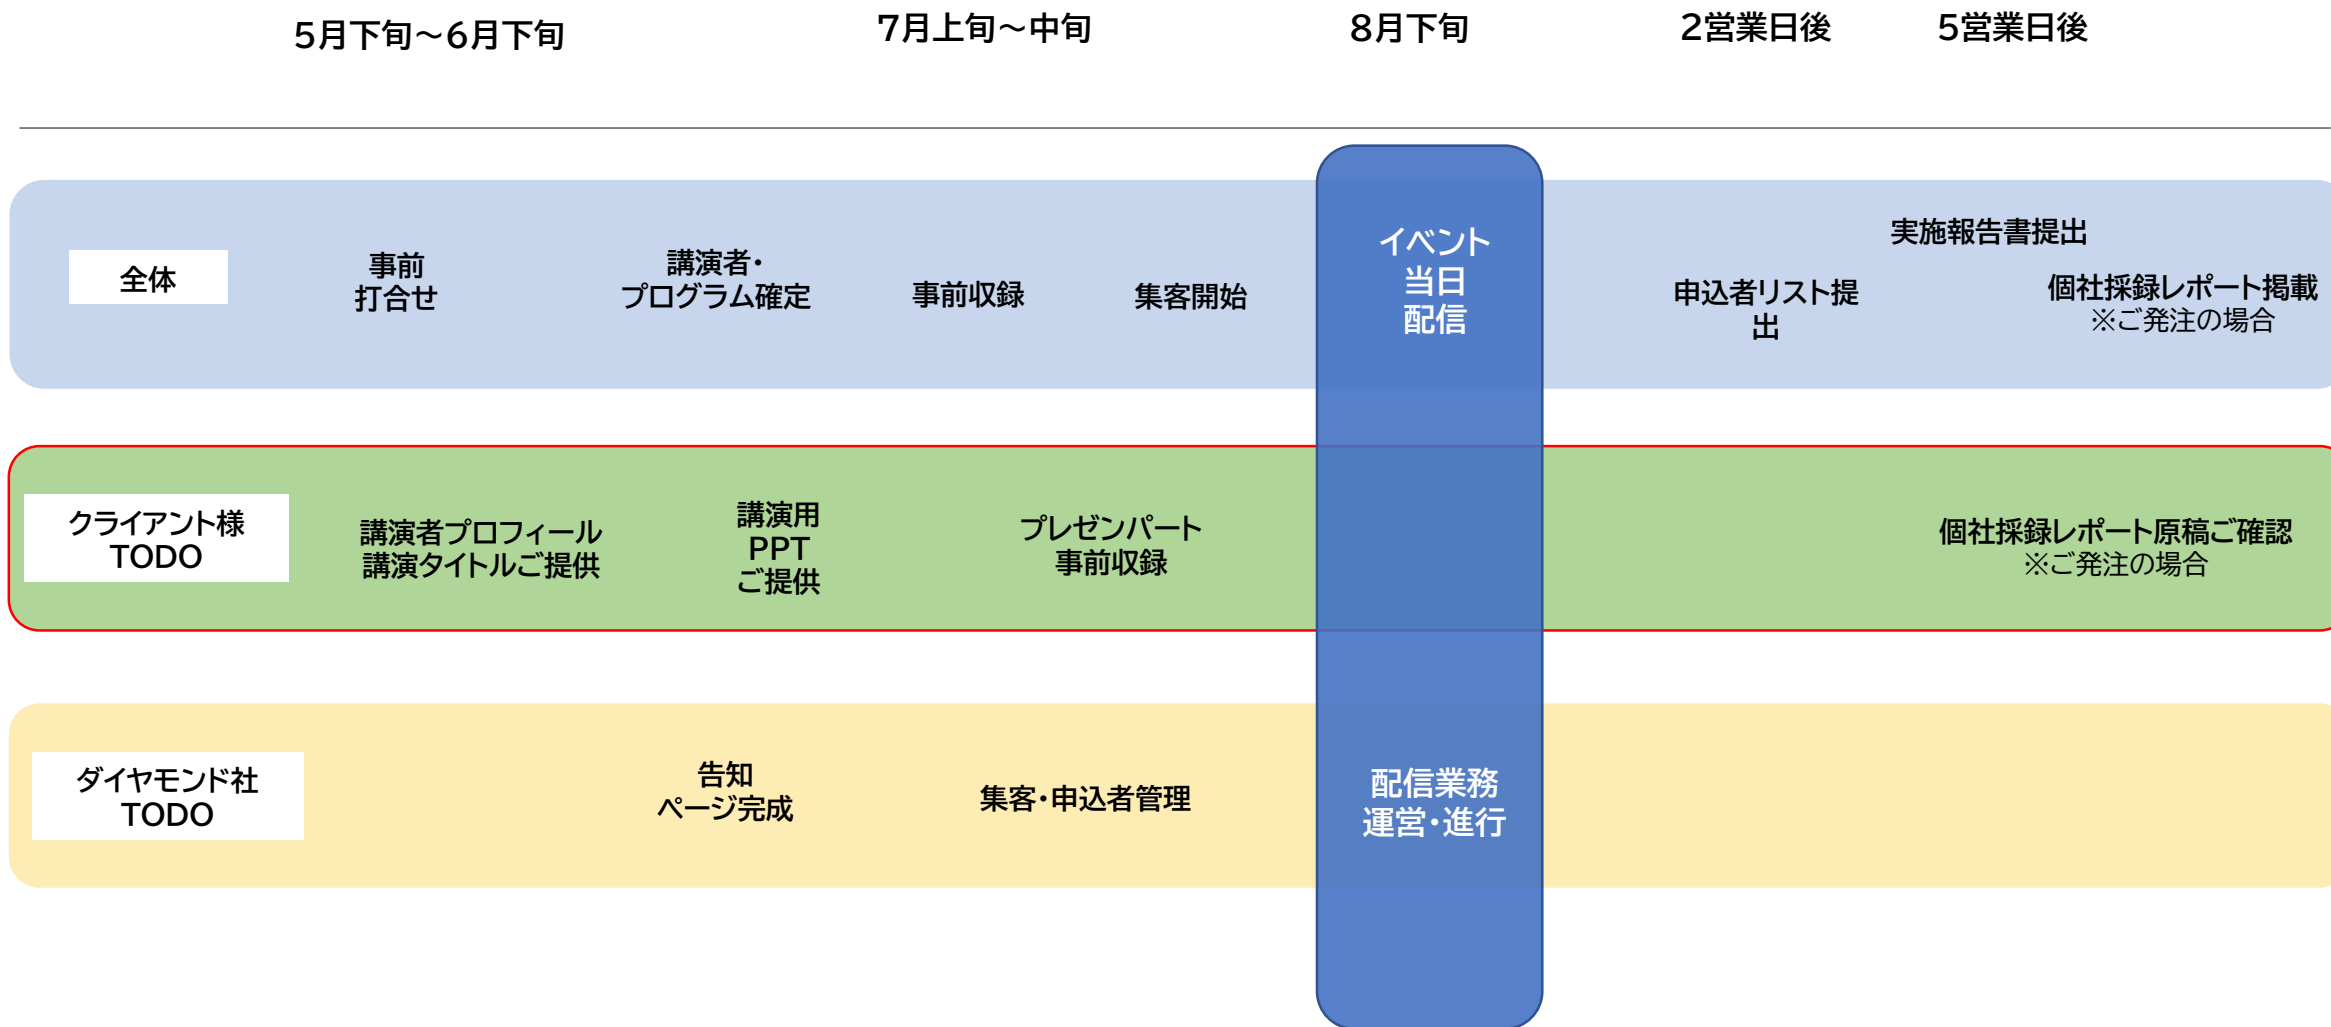 5月下旬～6月下旬
7月上旬～中旬
8月下旬
2営業日後
5営業日後
全体
事前
打合せ
講演者・
プログラム確定
事前収録
集客開始
イベント
当日
配信
申込者リスト提
出
実施報告書提出
個社採録レポート掲載
※ご発注の場合
クライアント様
TODO
講演者プロフィール
講演タイトルご提供
講演用
PPT
ご提供
プレゼンパート
事前収録
個社採録レポート原稿ご確認
※ご発注の場合
ダイヤモンド社
TODO
告知
ページ完成
集客・申込者管理
配信業務
運営・進行